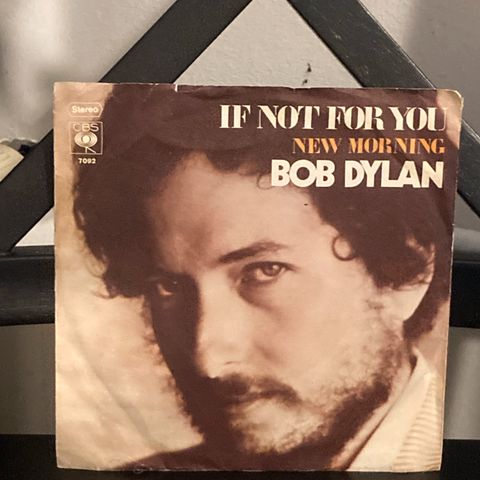 Stereo
CBS
7092
IF NOT FOR YOU
NEW MORNING
BOB DYLAN